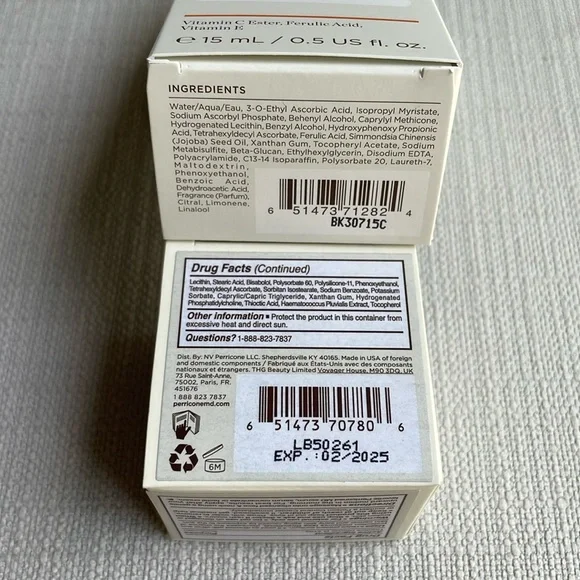 Vitamin C Ester, Ferulic Acid,
Vitamin E
℮ 15 mL / 0.5 US fl. oz.
INGREDIENTS
Water/Aqua/Eau, 3-O-Ethyl Ascorbic Acid, Isopropyl Myristate,
Sodium Ascorbyl Phosphate, Behenyl Alcohol, Caprylyl Methicone,
Hydrogenated Lecithin, Benzyl Alcohol, Hydroxyphenoxy Propionic
Acid, Tetrahexyldecyl Ascorbate, Ferulic Acid, Simmondsia Chinensis
(Jojoba) Seed Oil, Xanthan Gum, Tocopheryl Acetate, Sodium
Metabisulfite, Beta-Glucan, Ethylhexylglycerin, Disodium EDTA,
Polyacrylamide, C13-14 Isoparaffin, Polysorbate 20, Laureth-7,
Maltodextrin,
Phenoxyethanol,
Benzoic Acid,
Dehydroacetic Acid,
Fragrance (Parfum),
Citral, Limonene,
Linalool
6 51473 71282 4
BK30715C
Drug Facts (Continued)
Lecithin, Stearic Acid, Bisabolol, Polysorbate 60, Polysilicone-11, Phenoxyethanol,
Tetrahexyldecyl Ascorbate, Sorbitan Isostearate, Sodium Benzoate, Potassium
Sorbate, Caprylic/Capric Triglyceride, Xanthan Gum, Hydrogenated
Phosphatidylcholine, Thioctic Acid, Haematococcus Pluvialis Extract, Tocopherol
Other information ▪ Protect the product in this container from
excessive heat and direct sun.
Questions? 1-888-823-7837
Dist. By: NV Perricone LLC. Shepherdsville KY 40165. Made in USA of foreign
and domestic components / Fabriqué aux États-Unis avec des composants
nationaux et étrangers. THG Beauty Limited Voyager House, M90 3DQ, UK
73 Rue Saint-Anne,
75002, Paris, FR.
4151925
1 888 823 7837
perriconemd.com
6 51473 70780 6
LB50261
EXP.:02/2025
6M